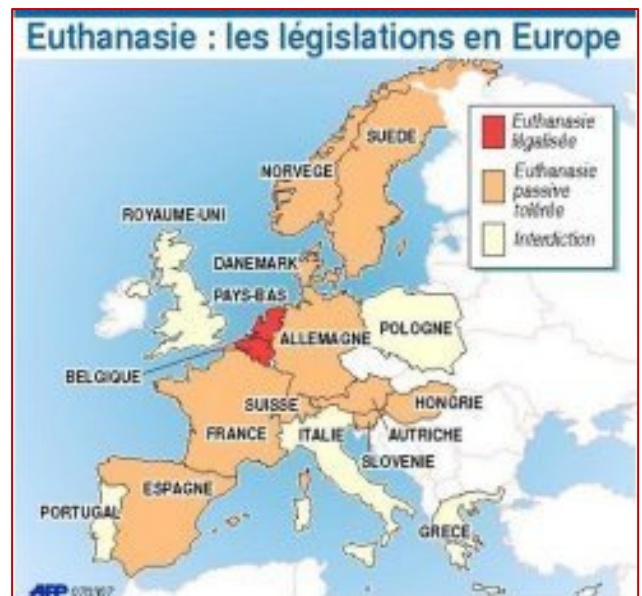 Euthanasie : les législations en Europe
Euthanasie
légalisée
Euthanasie
passive
tolérée
Interdiction
SUEDE
NORVEGE
ROYAUME-UNI
DANEMARK
PAYS-BAS
ALLEMAGNE
POLOGNE
BELGIQUE
SUISSE
HONGRIE
FRANCE
ITALIE
AUTRICHE
SLOVENIE
ESPAGNE
PORTUGAL
GRECE
AFP